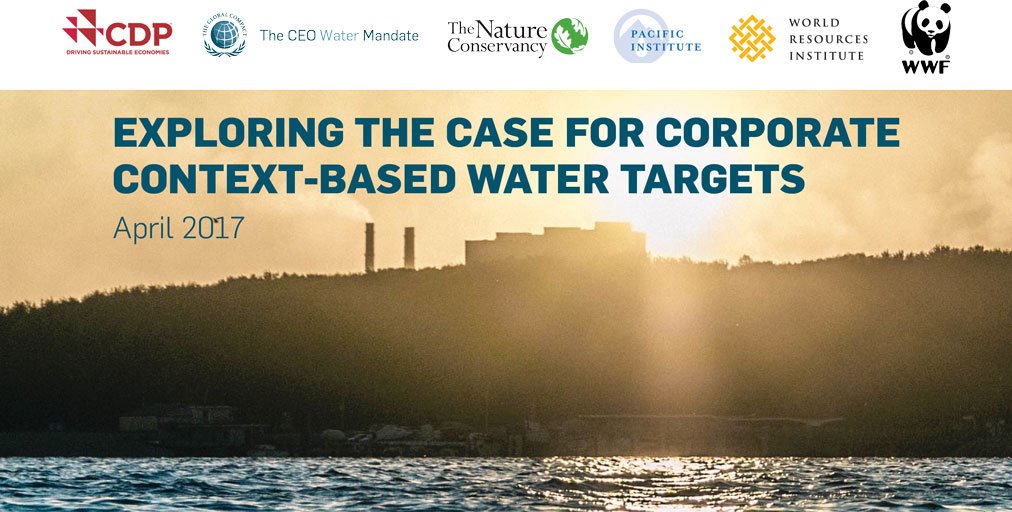 CDP
DRIVING SUSTAINABLE ECONOMIES
THE GLOBAL COMPACT
The CEO Water Mandate
The Nature
Conservancy
PACIFIC
INSTITUTE
WORLD
RESOURCES
INSTITUTE
WWF
EXPLORING THE CASE FOR CORPORATE
CONTEXT-BASED WATER TARGETS
April 2017